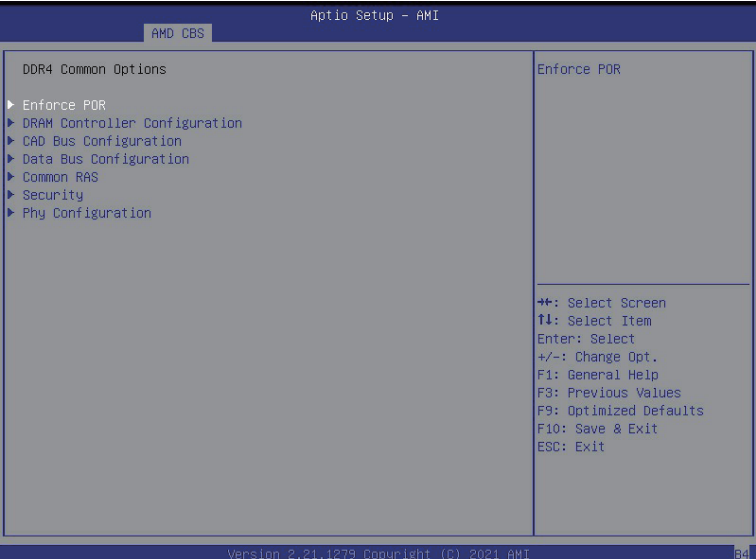 Aptio Setup – AMI
AMD CBS
DDR4 Common Options
Enforce POR
DRAM Controller Configuration
CAD Bus Configuration
Data Bus Configuration
Common RAS
Security
Phy Configuration
Enforce POR
→←: Select Screen
↑↓: Select Item
Enter: Select
+/-: Change Opt.
F1: General Help
F3: Previous Values
F9: Optimized Defaults
F10: Save & Exit
ESC: Exit
Version 2.21.1279 Copyright (C) 2021 AMI
B4